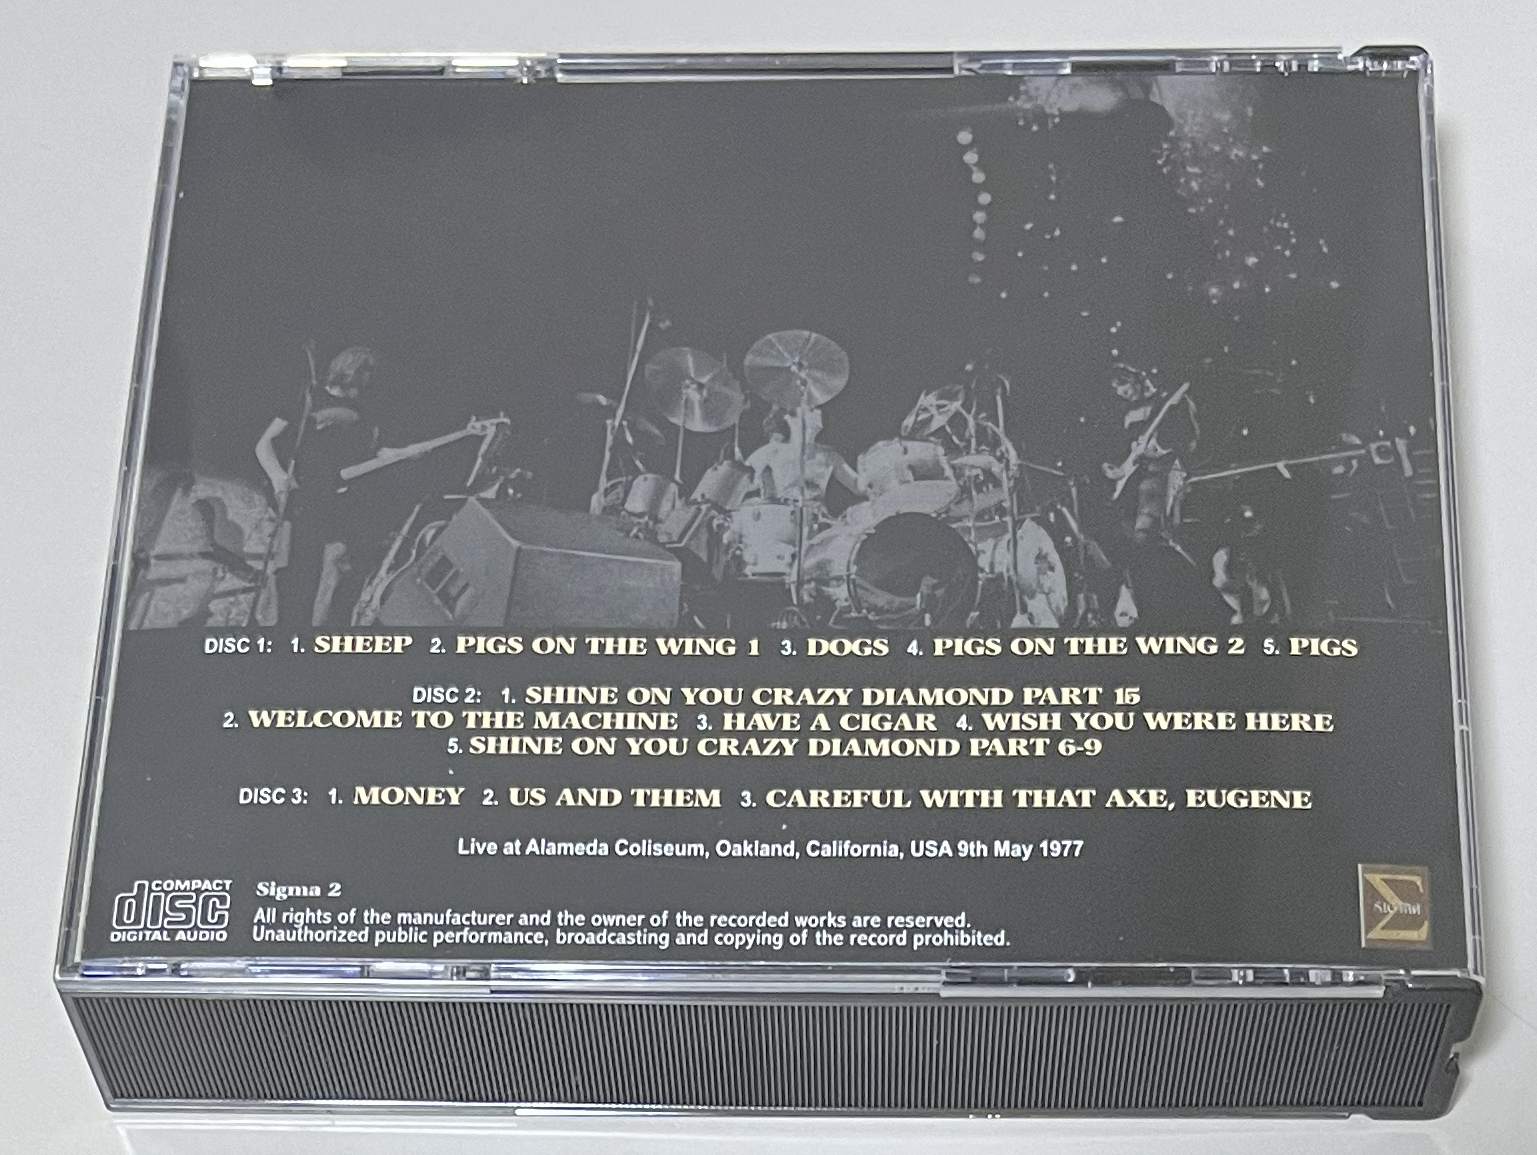 DISC 1: 1. SHEEP 2. PIGS ON THE WING 1 3. DOGS 4. PIGS ON THE WING 2 5. PIGS
DISC 2: 1. SHINE ON YOU CRAZY DIAMOND PART 15
2. WELCOME TO THE MACHINE 3. HAVE A CIGAR 4. WISH YOU WERE HERE
5. SHINE ON YOU CRAZY DIAMOND PART 6-9
DISC 3: 1. MONEY 2. US AND THEM 3. CAREFUL WITH THAT AXE, EUGENE
Live at Alameda Coliseum, Oakland, California, USA 9th May 1977
COMPACT
disc
DIGITAL AUDIO
Sigma 2
All rights of the manufacturer and the owner of the recorded works are reserved.
Unauthorized public performance, broadcasting and copying of the record prohibited.
Σ
Sigma